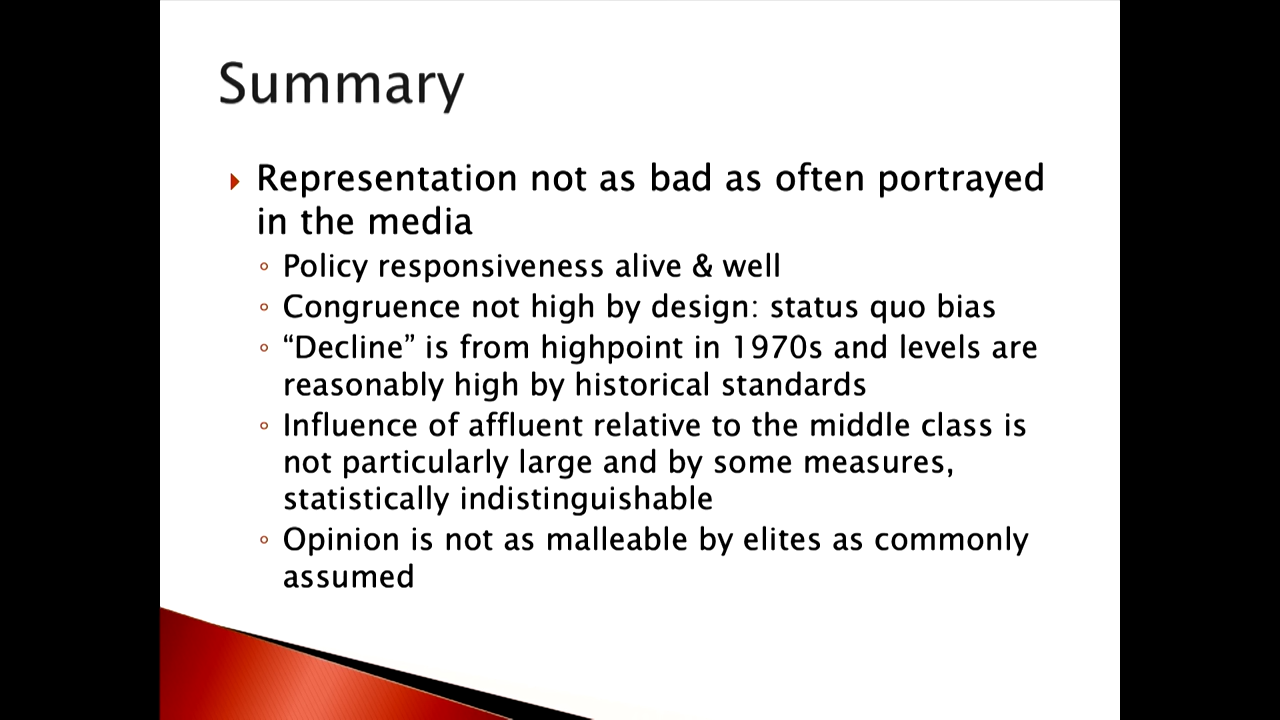 Summary
Representation not as bad as often portrayed
in the media
Policy responsiveness alive & well
Congruence not high by design: status quo bias
“Decline” is from highpoint in 1970s and levels are
reasonably high by historical standards
Influence of affluent relative to the middle class is
not particularly large and by some measures,
statistically indistinguishable
Opinion is not as malleable by elites as commonly
assumed